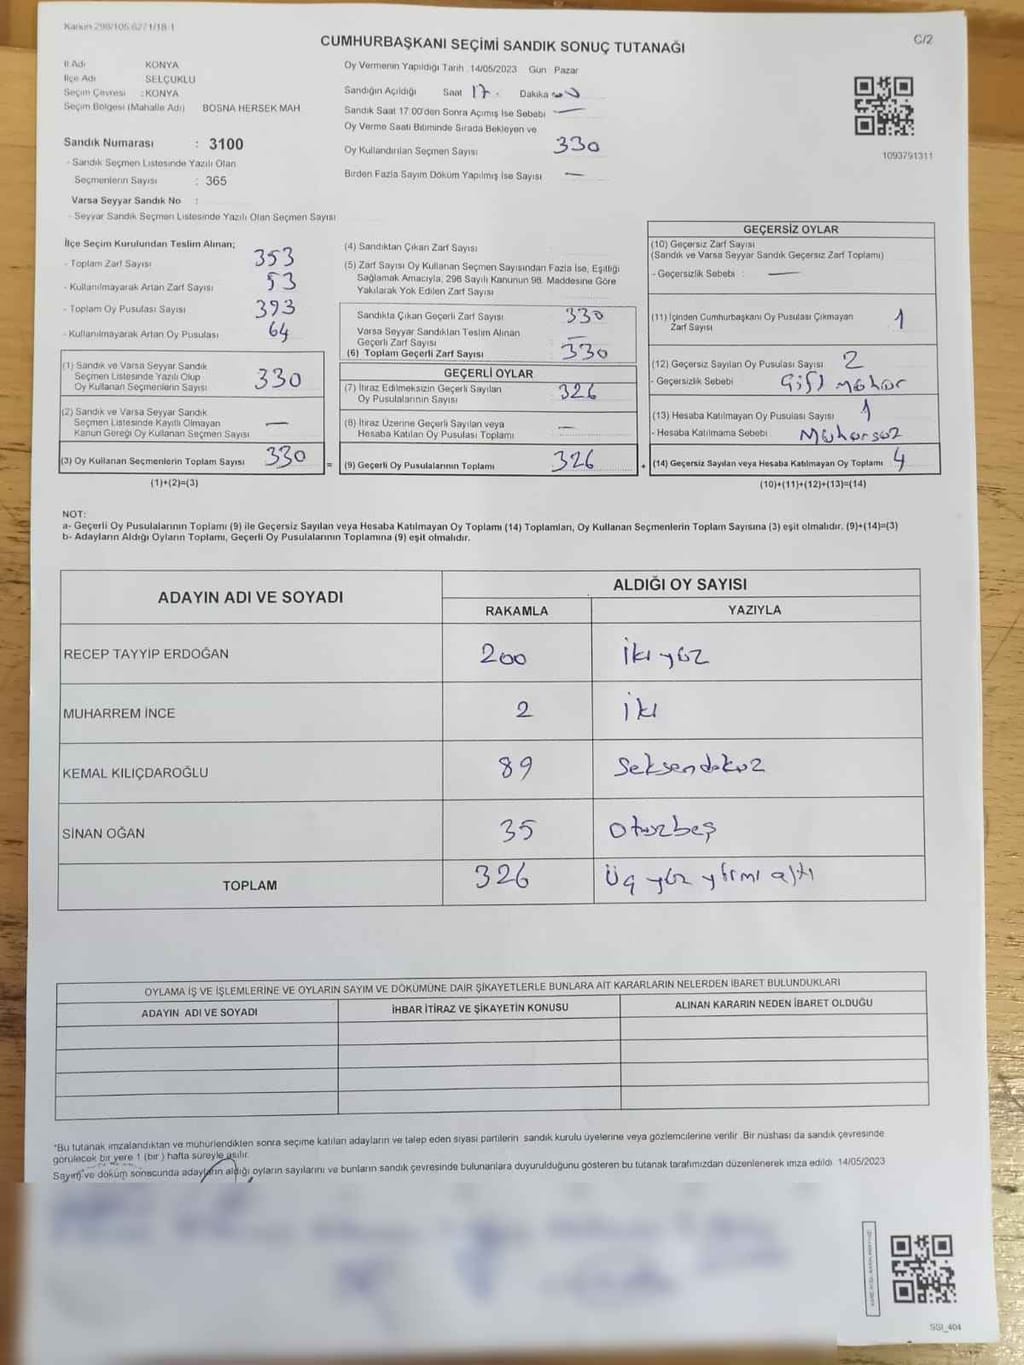 Kanun 298/105,6271/18-1
C/2
CUMHURBAŞKANI SEÇİMİ SANDIK SONUÇ TUTANAĞI
İl Adı KONYA
İlçe Adı SELÇUKLU
Seçim Çevresi : KONYA
Seçim Bölgesi (Mahalle Adı) BOSNA HERSEK MAH
Sandık Numarası : 3100
- Sandık Seçmen Listesinde Yazılı Olan
Seçmenlerin Sayısı : 365
Varsa Seyyar Sandık No :
- Seyyar Sandık Seçmen Listesinde Yazılı Olan Seçmen Sayısı
Oy Vermenin Yapıldığı Tarih 14/05/2023 Gün Pazar
Sandığın Açıldığı Saat 17. Dakika 00
Sandık Saat 17:00'den Sonra Açılmış İse Sebebi —
Oy Verme Saati Bitiminde Sırada Bekleyen ve
Oy Kullandırılan Seçmen Sayısı 330
Birden Fazla Sayım Döküm Yapılmış İse Sayısı —
1093791311
İlçe Seçim Kurulundan Teslim Alınan;
- Toplam Zarf Sayısı 353
- Kullanılmayarak Artan Zarf Sayısı 53
- Toplam Oy Pusulası Sayısı 393
- Kullanılmayarak Artan Oy Pusulası 64
(1) Sandık ve Varsa Seyyar Sandık
Seçmen Listesinde Yazılı Olup
Oy Kullanan Seçmenlerin Sayısı 330
(2) Sandık ve Varsa Seyyar Sandık
Seçmen Listesinde Kayıtlı Olmayan
Kanun Gereği Oy Kullanan Seçmen Sayısı —
(3) Oy Kullanan Seçmenlerin Toplam Sayısı 330
(1)+(2)=(3)
(4) Sandıktan Çıkan Zarf Sayısı
(5) Zarf Sayısı Oy Kullanan Seçmen Sayısından Fazla İse, Eşitliği
Sağlamak Amacıyla, 298 Sayılı Kanunun 98. Maddesine Göre
Yakılarak Yok Edilen Zarf Sayısı
Sandıkta Çıkan Geçerli Zarf Sayısı 330
Varsa Seyyar Sandıktan Teslim Alınan
Geçerli Zarf Sayısı —
(6) Toplam Geçerli Zarf Sayısı 330
GEÇERLİ OYLAR
(7) İtiraz Edilmeksizin Geçerli Sayılan
Oy Pusulalarının Sayısı 326
(8) İtiraz Üzerine Geçerli Sayılan veya
Hesaba Katılan Oy Pusulası Toplamı —
= (9) Geçerli Oy Pusulalarının Toplamı 326
GEÇERSİZ OYLAR
(10) Geçersiz Zarf Sayısı
(Sandık ve Varsa Seyyar Sandık Geçersiz Zarf Toplamı)
- Geçersizlik Sebebi : —
(11) İçinden Cumhurbaşkanı Oy Pusulası Çıkmayan
Zarf Sayısı 1
(12) Geçersiz Sayılan Oy Pusulası Sayısı 2
- Geçersizlik Sebebi Çift Mühür
(13) Hesaba Katılmayan Oy Pusulası Sayısı 1
- Hesaba Katılmama Sebebi Mühürsüz
+ (14) Geçersiz Sayılan veya Hesaba Katılmayan Oy Toplamı 4
(10)+(11)+(12)+(13)=(14)
NOT:
a- Geçerli Oy Pusulalarının Toplamı (9) ile Geçersiz Sayılan veya Hesaba Katılmayan Oy Toplamı (14) Toplamları, Oy Kullanan Seçmenlerin Toplam Sayısına (3) eşit olmalıdır. (9)+(14)=(3)
b- Adayların Aldığı Oyların Toplamı, Geçerli Oy Pusulalarının Toplamına (9) eşit olmalıdır.
ADAYIN ADI VE SOYADI
ALDIĞI OY SAYISI
RAKAMLA YAZIYLA
RECEP TAYYİP ERDOĞAN 200 İki yüz
MUHARREM İNCE 2 İki
KEMAL KILIÇDAROĞLU 89 Seksendokuz
SİNAN OĞAN 35 Otuzbeş
TOPLAM 326 Üç yüz yirmi altı
OYLAMA İŞ VE İŞLEMLERİNE VE OYLARIN SAYIM VE DÖKÜMÜNE DAİR ŞİKAYETLERLE BUNLARA AİT KARARLARIN NELERDEN İBARET BULUNDUKLARI
ADAYIN ADI VE SOYADI İHBAR İTİRAZ VE ŞİKAYETİN KONUSU ALINAN KARARIN NEDEN İBARET OLDUĞU
*Bu tutanak imzalandıktan ve mühürlendikten sonra seçime katılan adayların ve talep eden siyasi partilerin sandık kurulu üyelerine veya gözlemcilerine verilir. Bir nüshası da sandık çevresinde
görülecek bir yere 1 (bir) hafta süreyle asılır.
Sayım ve döküm sonucunda adayların aldığı oyların sayılarını ve bunların sandık çevresinde bulunanlara duyurulduğunu gösteren bu tutanak tarafımızdan düzenlenerek imza edildi. 14/05/2023
SGI_404